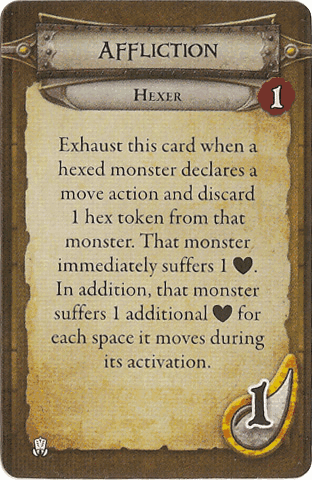 AFFLICTION
HEXER
1
Exhaust this card when a
hexed monster declares a
move action and discard
1 hex token from that
monster. That monster
immediately suffers 1 ♥.
In addition, that monster
suffers 1 additional ♥ for
each space it moves during
its activation.
1